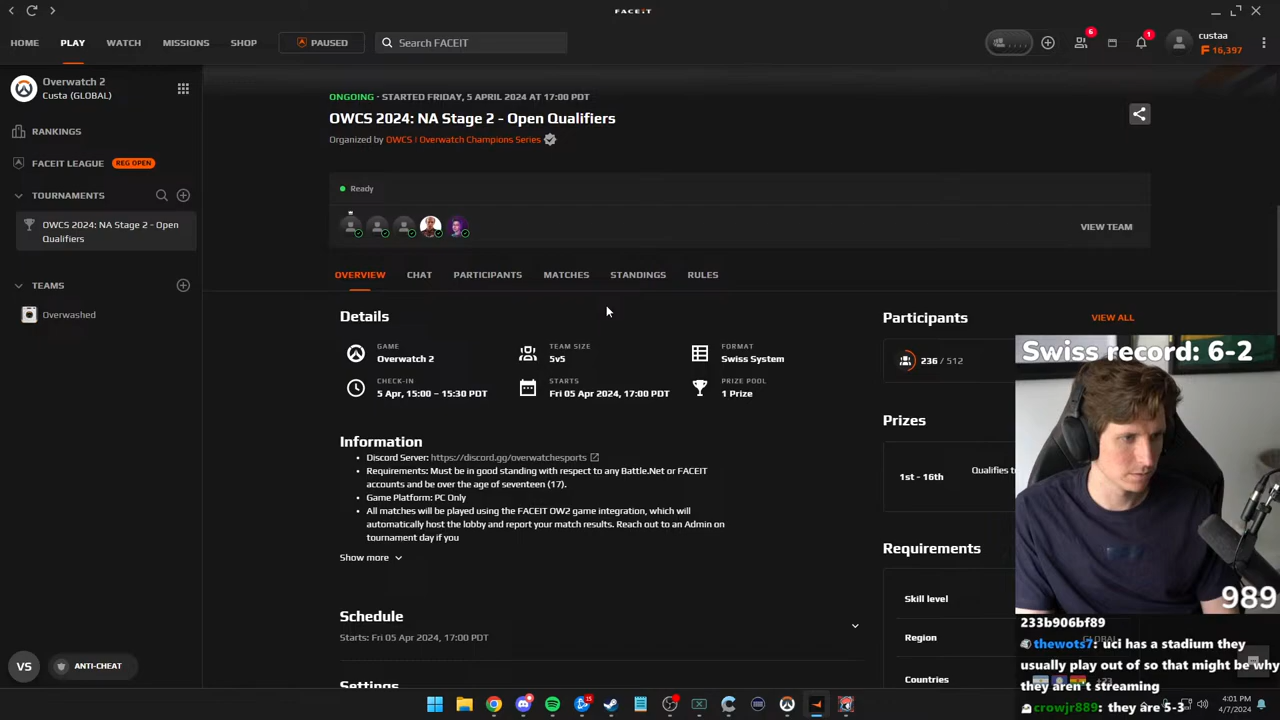 FACEIT
HOME
PLAY
WATCH
MISSIONS
SHOP
PAUSED
Search FACEIT
6
1
custaa
16,397
Overwatch 2
Custa (GLOBAL)
RANKINGS
FACEIT LEAGUE REG OPEN
TOURNAMENTS
OWCS 2024: NA Stage 2 - Open
Qualifiers
TEAMS
Overwashed
VS
ANTI-CHEAT
ONGOING - STARTED FRIDAY, 5 APRIL 2024 AT 17:00 PDT
OWCS 2024: NA Stage 2 - Open Qualifiers
Organized by OWCS | Overwatch Champions Series
Ready
VIEW TEAM
OVERVIEW
CHAT
PARTICIPANTS
MATCHES
STANDINGS
RULES
Details
GAME
Overwatch 2
TEAM SIZE
5v5
FORMAT
Swiss System
CHECK-IN
5 Apr, 15:00 – 15:30 PDT
STARTS
Fri 05 Apr 2024, 17:00 PDT
PRIZE POOL
1 Prize
Information
• Discord Server: https://discord.gg/overwatchesports
• Requirements: Must be in good standing with respect to any Battle.Net or FACEIT
accounts and be over the age of seventeen (17).
• Game Platform: PC Only
• All matches will be played using the FACEIT OW2 game integration, which will
automatically host the lobby and report your match results. Reach out to an Admin on
tournament day if you
Show more
Schedule
Starts: Fri 05 Apr 2024, 17:00 PDT
Settings
Participants
VIEW ALL
236 / 512
Prizes
1st - 16th
Qualifies
Requirements
Skill level
Region
Countries
Swiss record: 6-2
989
233b906bf89
thewots7: uci has a stadium they
usually play out of so that might be why
they aren't streaming
crowjr889: they are 5-3
15
4:01 PM
4/7/2024